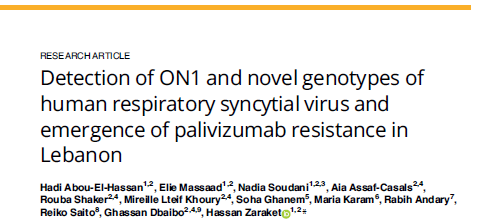 RESEARCH ARTICLE
Detection of ON1 and novel genotypes of
human respiratory syncytial virus and
emergence of palivizumab resistance in
Lebanon
Hadi Abou-El-Hassan1,2, Elie Massaad1,2, Nadia Soudani1,2,3, Aia Assaf-Casals2,4,
Rouba Shaker2,4, Mireille Lteif Khoury2,4, Soha Ghanem5, Maria Karam6, Rabih Andary7,
Reiko Saito8, Ghassan Dbaibo2,4,9, Hassan Zaraket iD 1,2*